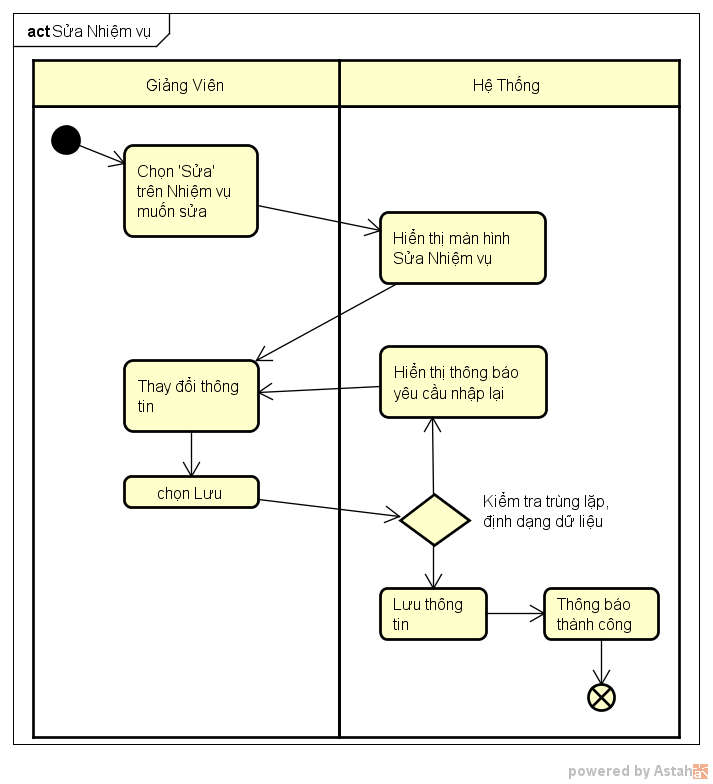 act Sửa Nhiệm vụ
Giảng Viên
Hệ Thống
Chọn 'Sửa'
trên Nhiệm vụ
muốn sửa
Hiển thị màn hình
Sửa Nhiệm vụ
Thay đổi thông
tin
Hiển thị thông báo
yêu cầu nhập lại
chọn Lưu
Kiểm tra trùng lặp,
định dạng dữ liệu
Lưu thông
tin
Thông báo
thành công
powered by Astah